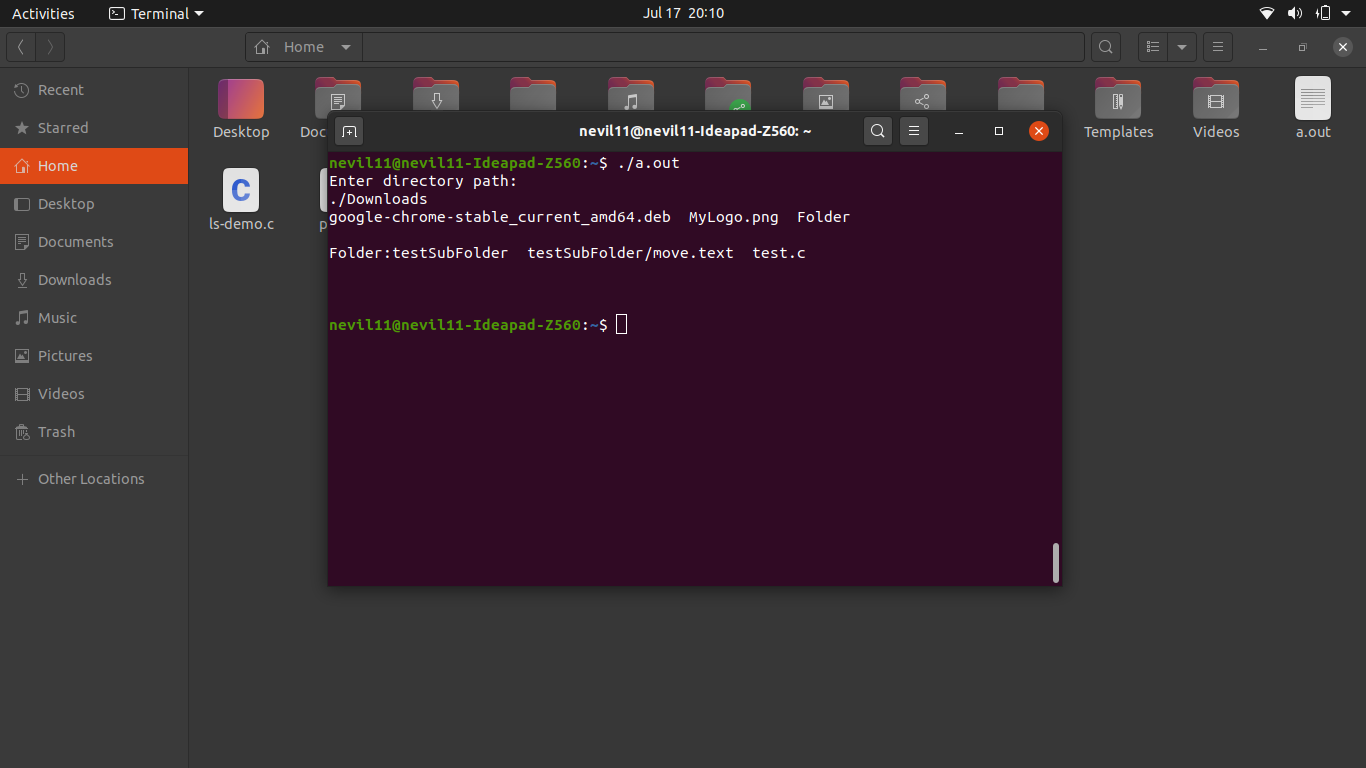 Activities
Terminal
Jul 17 20:10
Home
Recent
Starred
Home
Desktop
Documents
Downloads
Music
Pictures
Videos
Trash
Other Locations
Desktop
Templates
Videos
a.out
ls-demo.c
nevil11@nevil11-Ideapad-Z560: ~
nevil11@nevil11-Ideapad-Z560:~$ ./a.out
Enter directory path:
./Downloads
google-chrome-stable_current_amd64.deb  MyLogo.png  Folder
Folder:testSubFolder  testSubFolder/move.text  test.c
nevil11@nevil11-Ideapad-Z560:~$